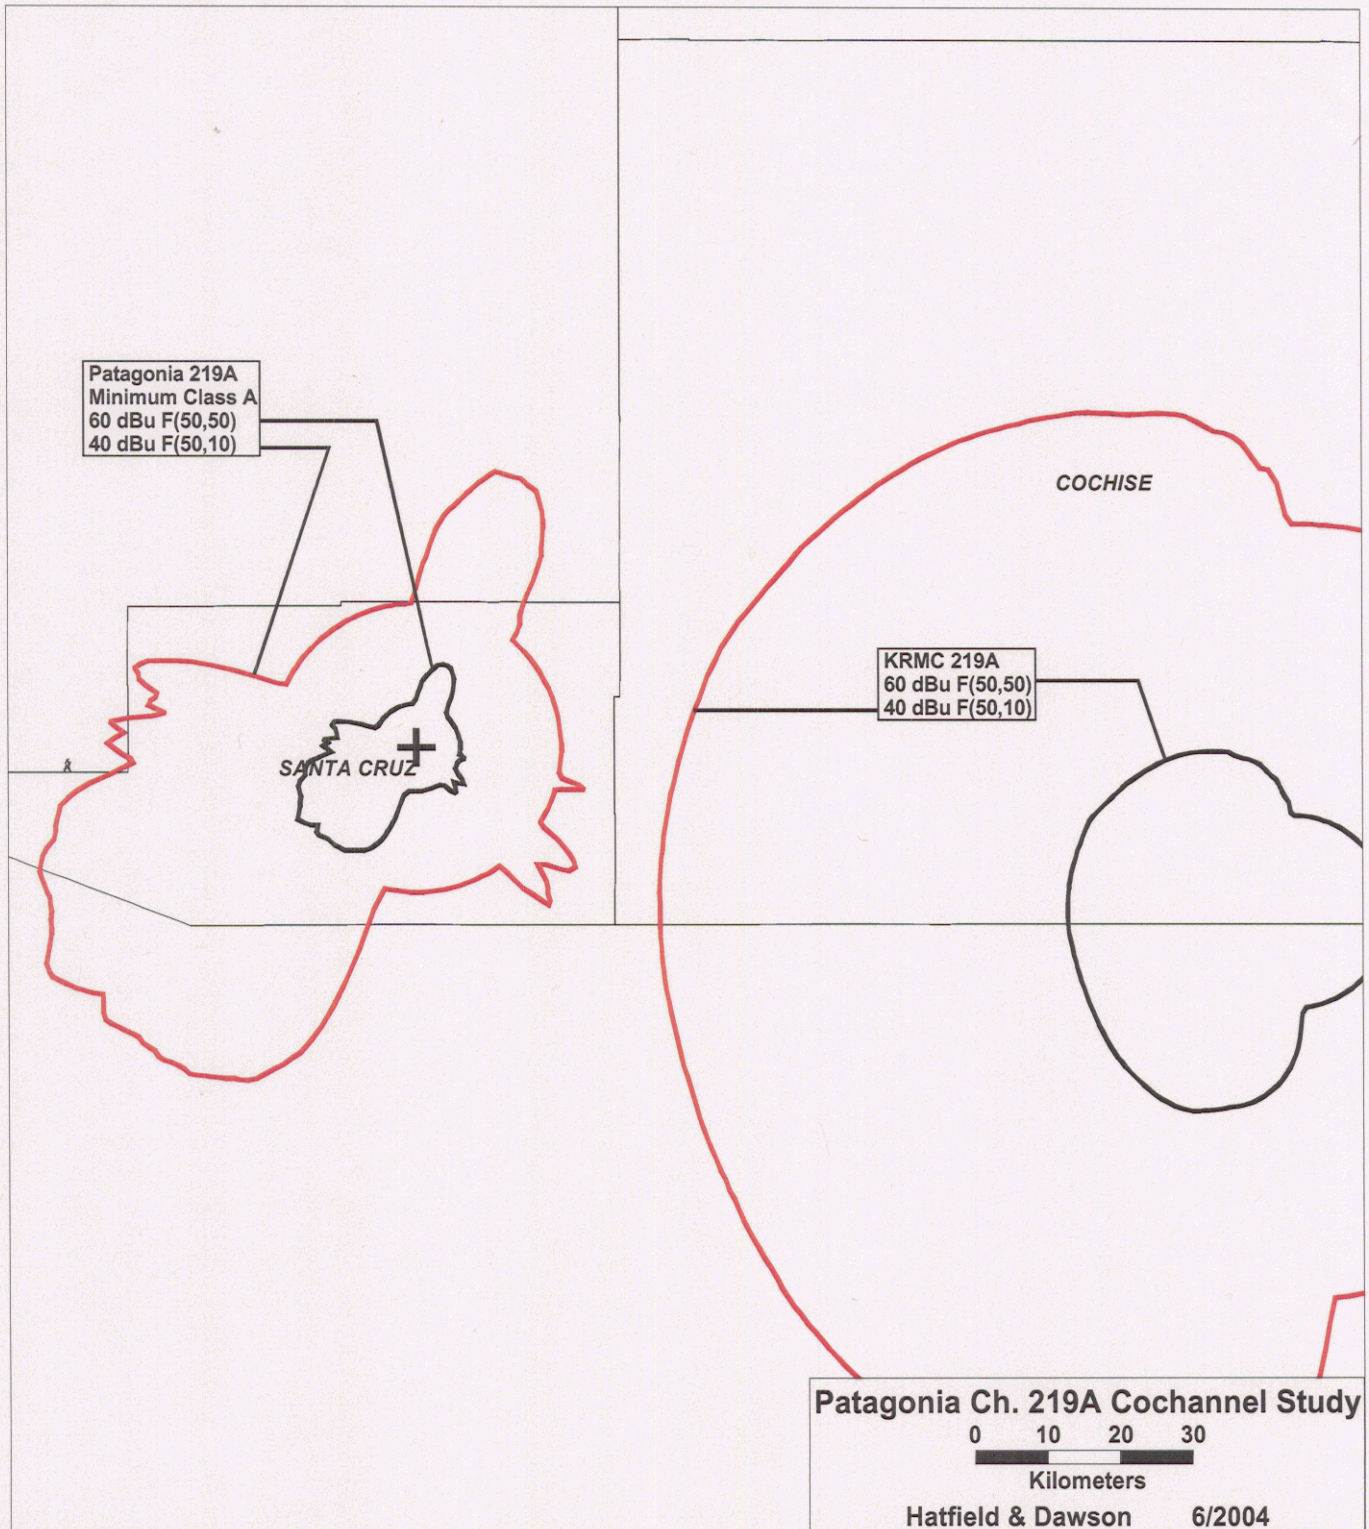 Patagonia 219A
Minimum Class A
60 dBu F(50,50)
40 dBu F(50,10)
COCHISE
KRMC 219A
60 dBu F(50,50)
40 dBu F(50,10)
SANTA CRUZ
Patagonia Ch. 219A Cochannel Study
0 10 20 30
Kilometers
Hatfield & Dawson 6/2004